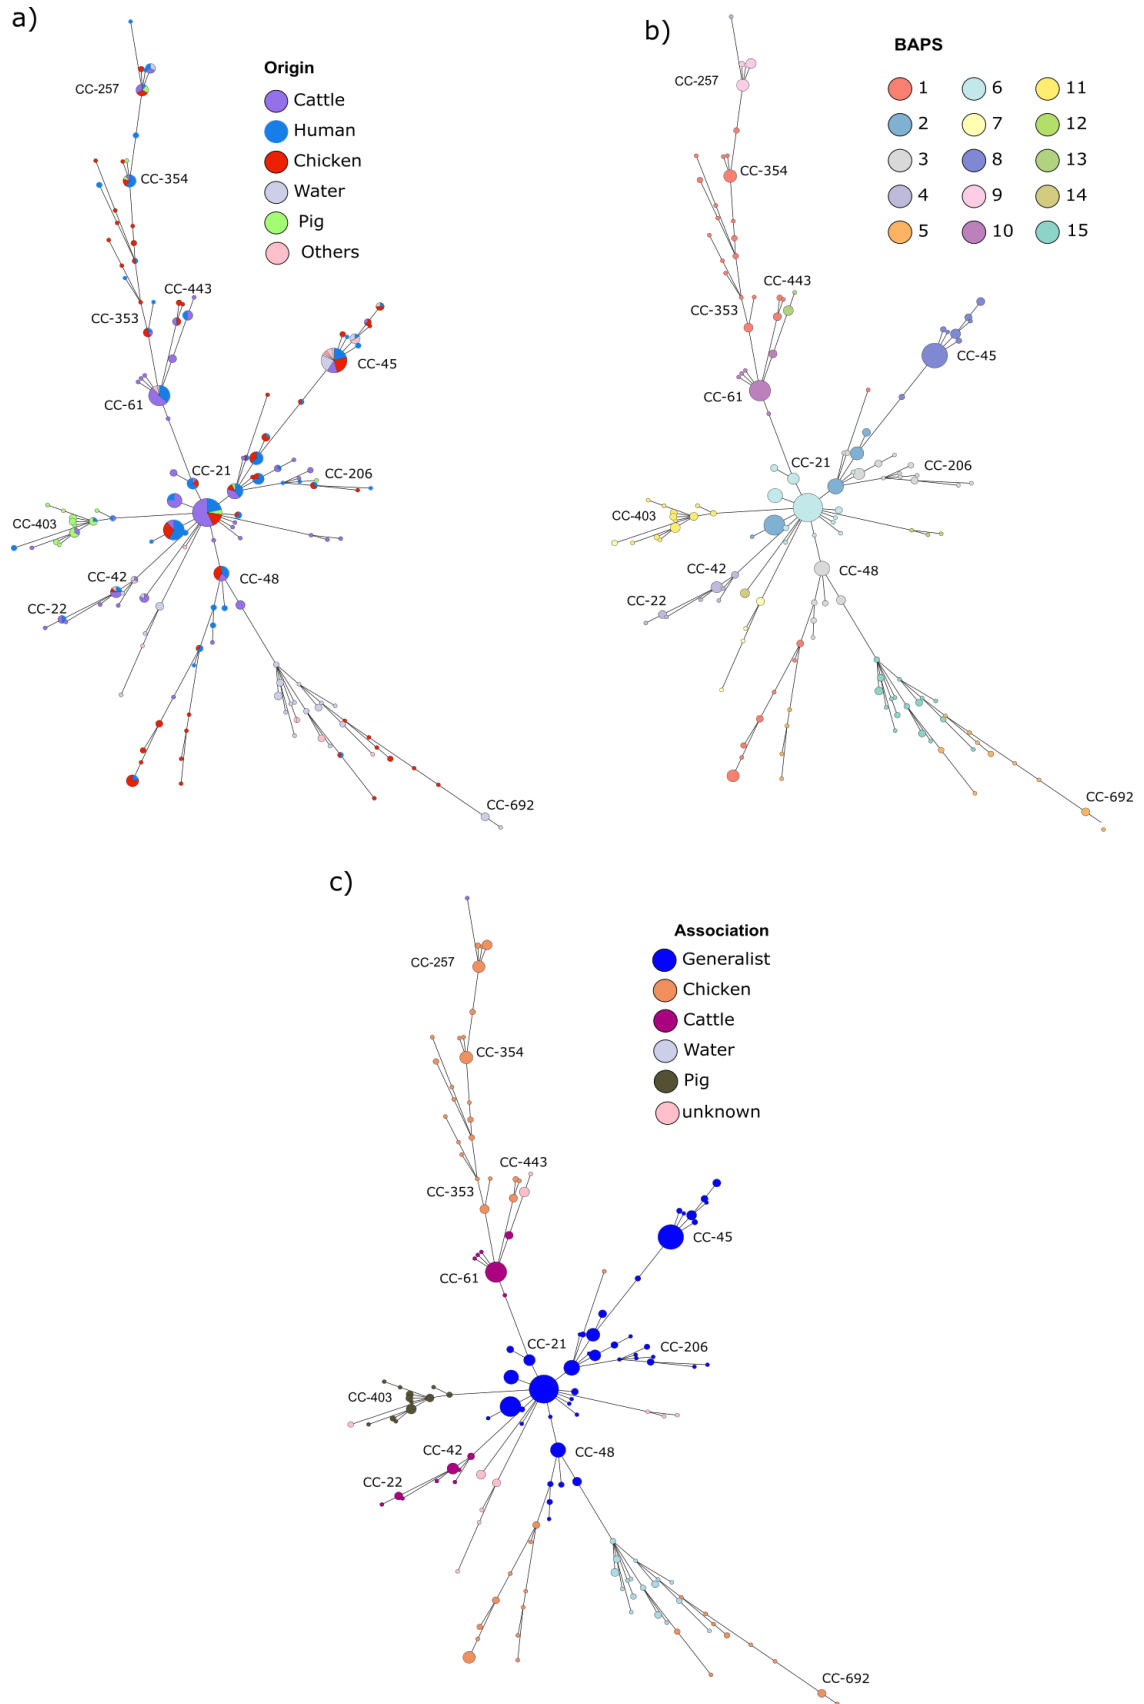 a)
Origin
Cattle
Human
Chicken
Water
Pig
Others
CC-257
CC-354
CC-443
CC-353
CC-45
CC-61
CC-21
CC-206
CC-403
CC-42
CC-48
CC-22
CC-692
b)
BAPS
1 6 11
2 7 12
3 8 13
4 9 14
5 10 15
CC-257
CC-354
CC-443
CC-353
CC-45
CC-61
CC-21
CC-206
CC-403
CC-42
CC-48
CC-22
CC-692
c)
Association
Generalist
Chicken
Cattle
Water
Pig
unknown
CC-257
CC-354
CC-443
CC-353
CC-45
CC-61
CC-21
CC-206
CC-403
CC-42
CC-48
CC-22
CC-692